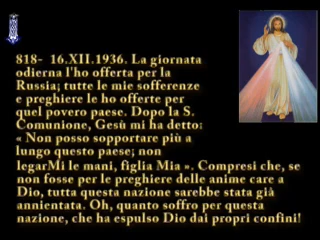 818- 16.XII.1936. La giornata
odierna l'ho offerta per la
Russia; tutte le mie sofferenze
e preghiere le ho offerte per
quel povero paese. Dopo la S.
Comunione, Gesù mi ha detto:
« Non posso sopportare più a
lungo questo paese; non
legarMi le mani, figlia Mia ». Compresi che, se
non fosse per le preghiere delle anime care a
Dio, tutta questa nazione sarebbe stata già
annientata. Oh, quanto soffro per questa
nazione, che ha espulso Dio dai propri confini!